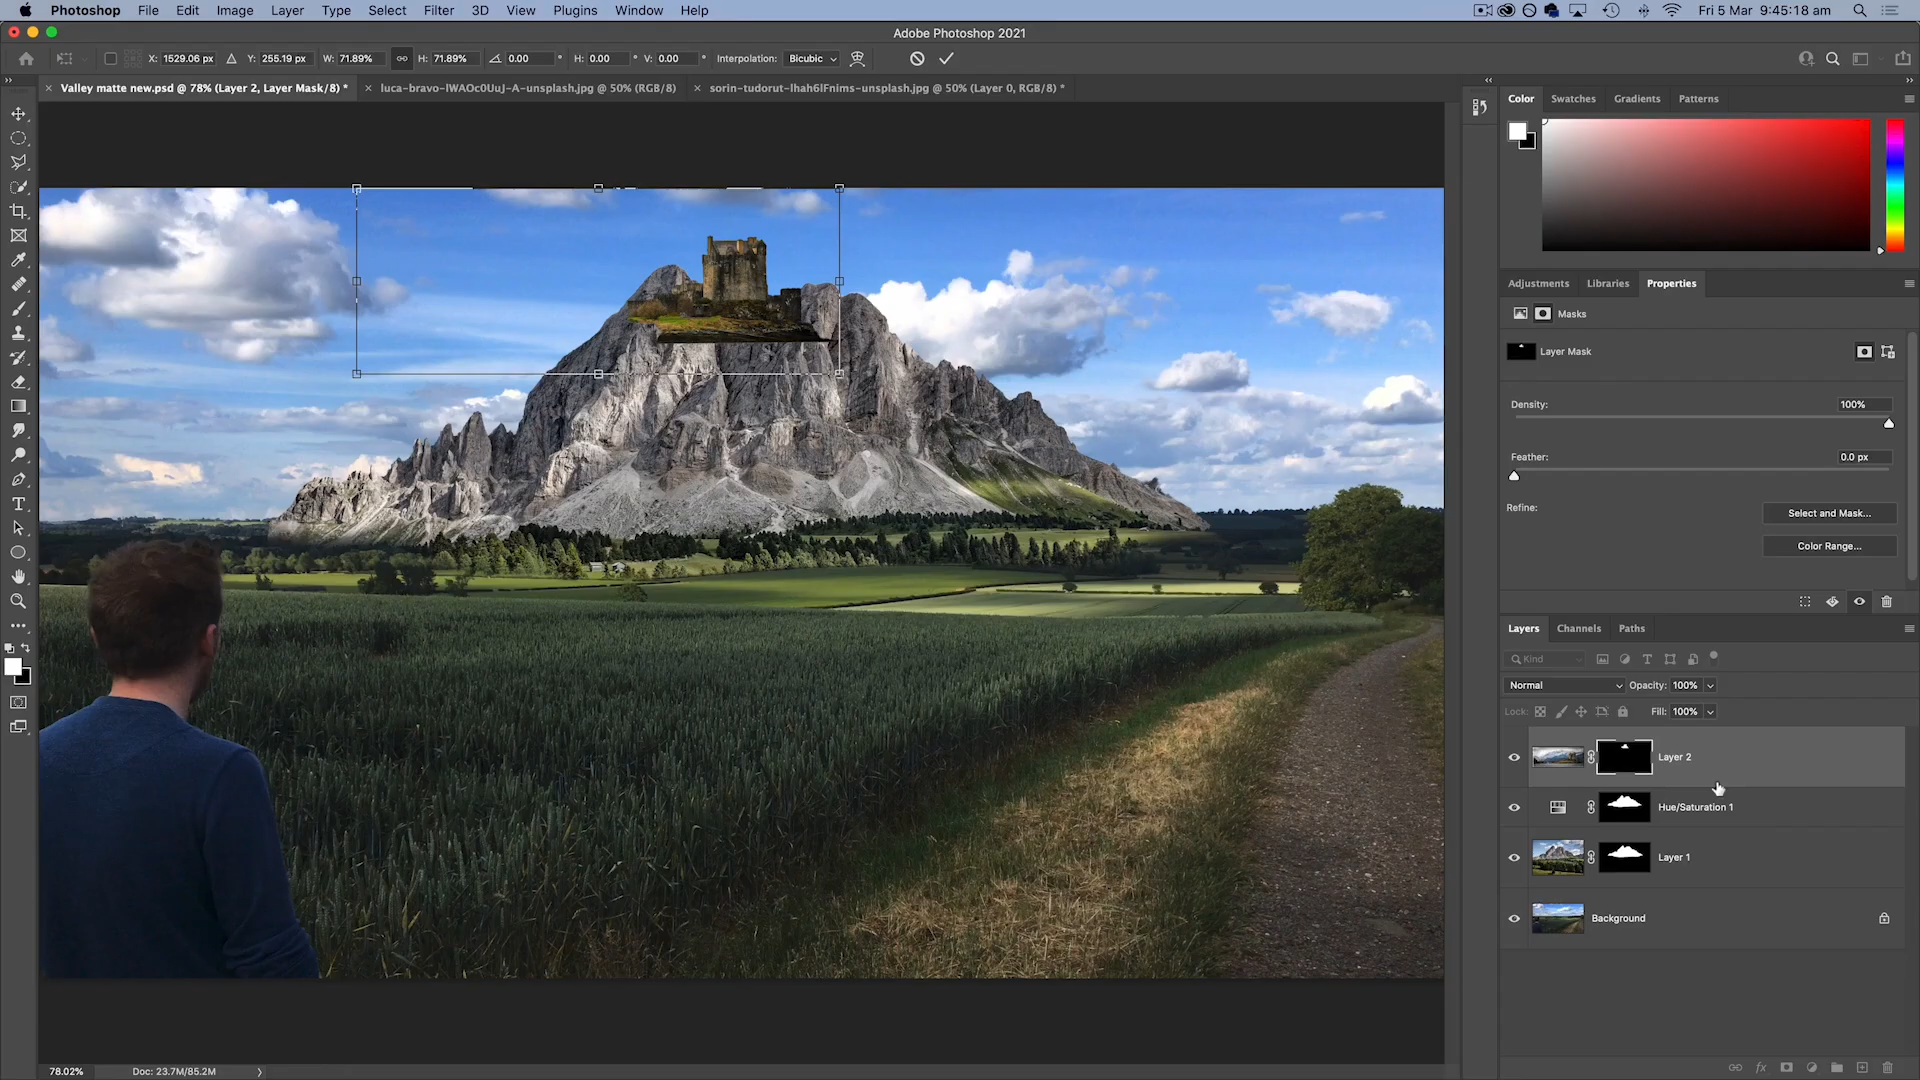 Photoshop File Edit Image Layer Type Select Filter 3D View Plugins Window Help Fri 5 Mar 9:45:18 am
Adobe Photoshop 2021
X: 1529.06 px Y: 255.19 px W: 71.89% H: 71.89% 0.00 ° H: 0.00 ° V: 0.00 ° Interpolation: Bicubic
Valley matte new.psd @ 78% (Layer 2, Layer Mask/8) * luca-bravo-lWAOc0UuJ-A-unsplash.jpg @ 50% (RGB/8) sorin-tudorut-lhah6lFnims-unsplash.jpg @ 50% (Layer 0, RGB/8) *
Color Swatches Gradients Patterns
Adjustments Libraries Properties
Masks
Layer Mask
Density: 100%
Feather: 0.0 px
Refine: Select and Mask...
Color Range...
Layers Channels Paths
Kind
Normal Opacity: 100%
Lock: Fill: 100%
Layer 2
Hue/Saturation 1
Layer 1
Background
78.02% Doc: 23.7M/85.2M